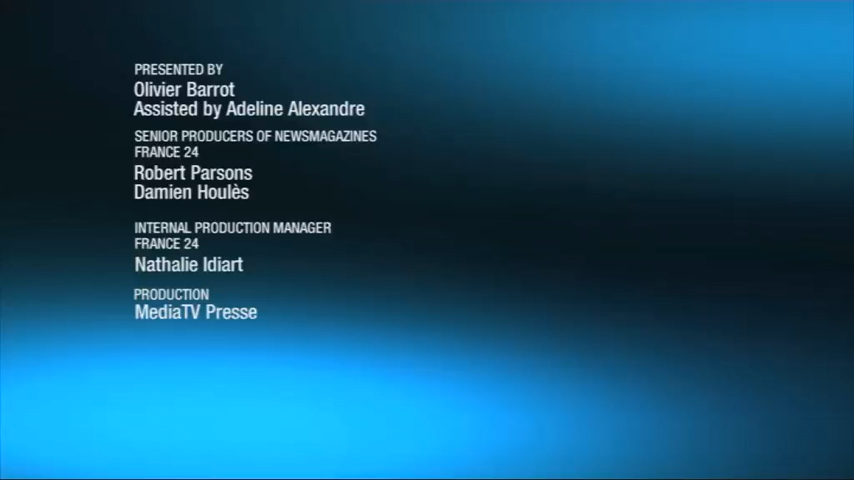 PRESENTED BY
Olivier Barrot
Assisted by Adeline Alexandre
SENIOR PRODUCERS OF NEWSMAGAZINES
FRANCE 24
Robert Parsons
Damien Houlès
INTERNAL PRODUCTION MANAGER
FRANCE 24
Nathalie Idiart
PRODUCTION
MediaTV Presse